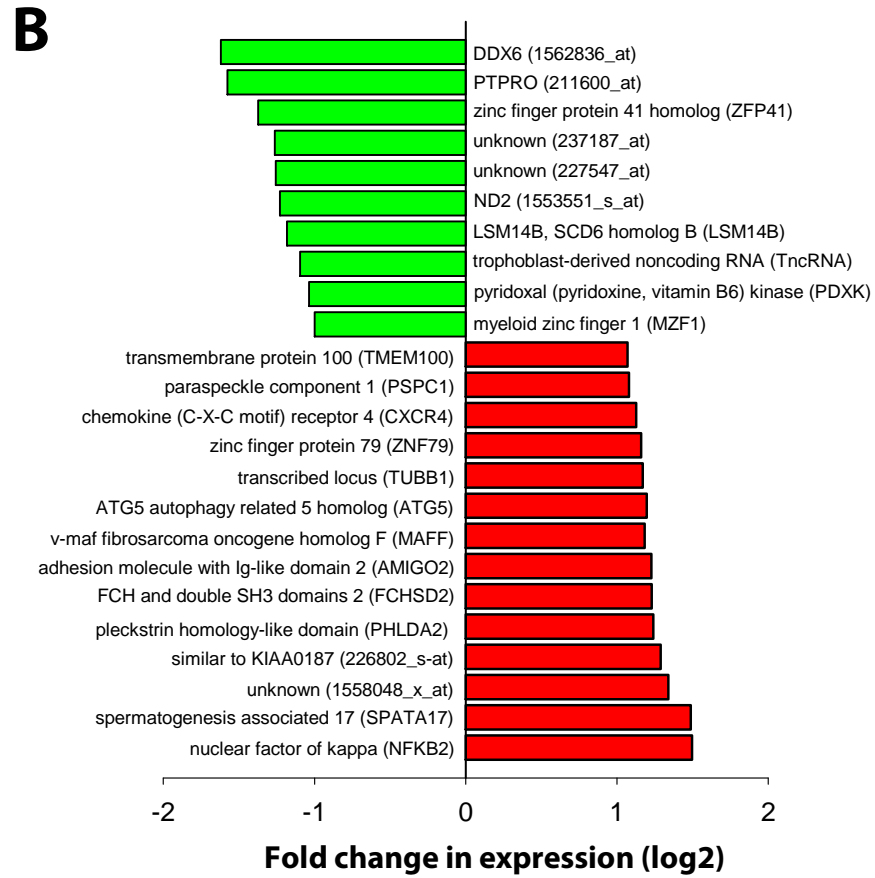 B
DDX6 (1562836_at)
PTPRO (211600_at)
zinc finger protein 41 homolog (ZFP41)
unknown (237187_at)
unknown (227547_at)
ND2 (1553551_s_at)
LSM14B, SCD6 homolog B (LSM14B)
trophoblast-derived noncoding RNA (TncRNA)
pyridoxal (pyridoxine, vitamin B6) kinase (PDXK)
myeloid zinc finger 1 (MZF1)
transmembrane protein 100 (TMEM100)
paraspeckle component 1 (PSPC1)
chemokine (C-X-C motif) receptor 4 (CXCR4)
zinc finger protein 79 (ZNF79)
transcribed locus (TUBB1)
ATG5 autophagy related 5 homolog (ATG5)
v-maf fibrosarcoma oncogene homolog F (MAFF)
adhesion molecule with Ig-like domain 2 (AMIGO2)
FCH and double SH3 domains 2 (FCHSD2)
pleckstrin homology-like domain (PHLDA2)
similar to KIAA0187 (226802_s-at)
unknown (1558048_x_at)
spermatogenesis associated 17 (SPATA17)
nuclear factor of kappa (NFKB2)
-2 -1 0 1 2
Fold change in expression (log2)